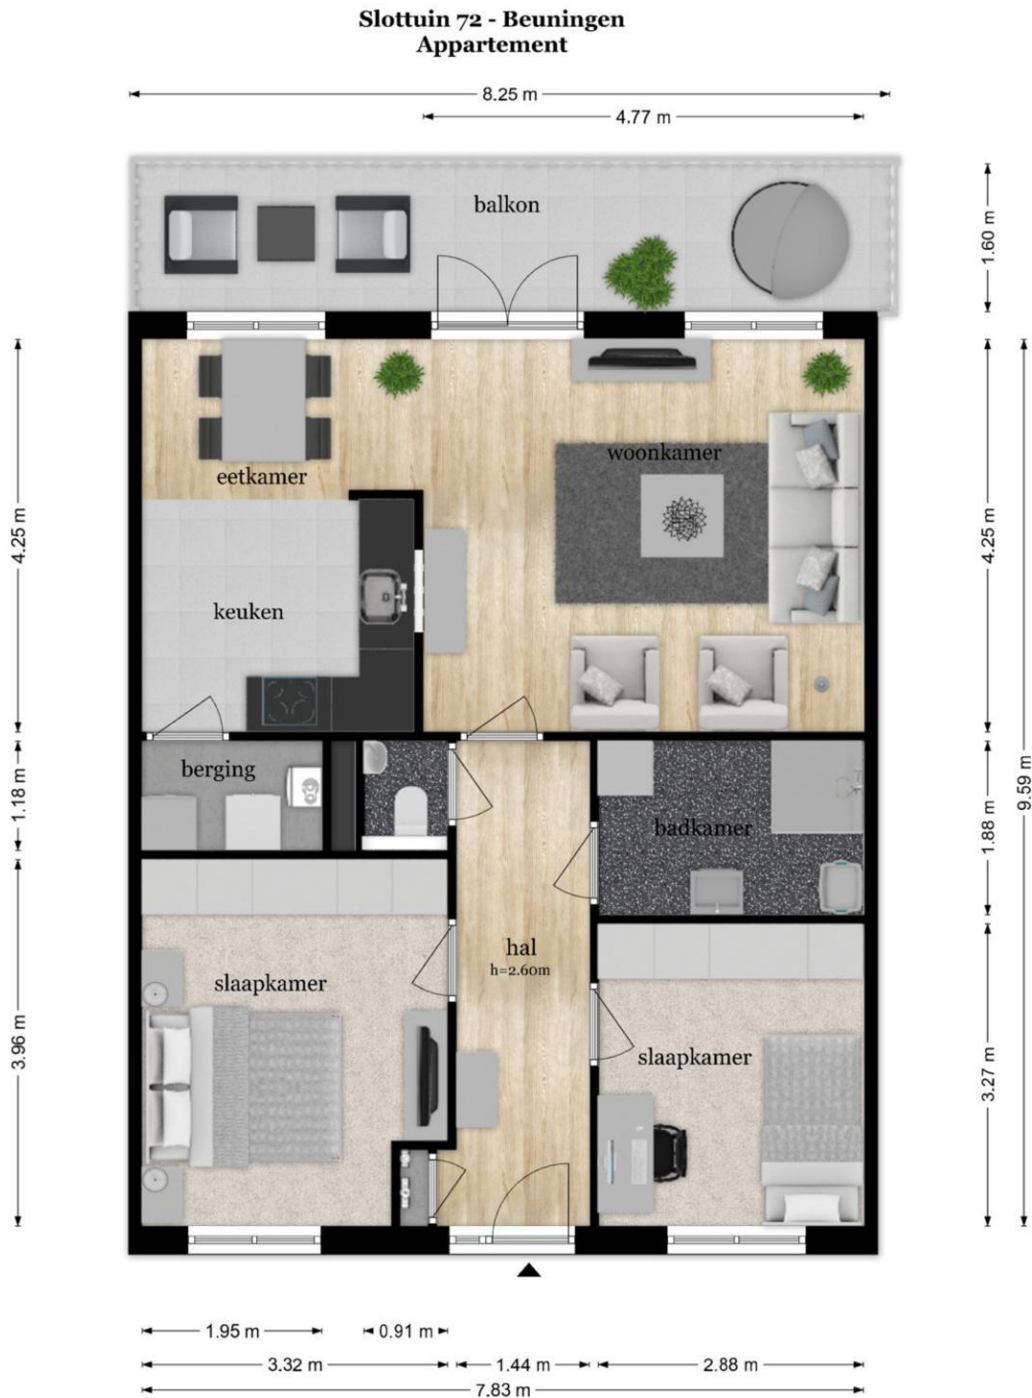 Slottuin 72 - Beuningen
Appartement
8.25 m
4.77 m
balkon
1.60 m
eetkamer
woonkamer
keuken
4.25 m
4.25 m
9.59 m
berging
badkamer
1.18 m
1.88 m
hal
h=2.60m
slaapkamer
slaapkamer
3.96 m
3.27 m
1.95 m
0.91 m
3.32 m
1.44 m
2.88 m
7.83 m